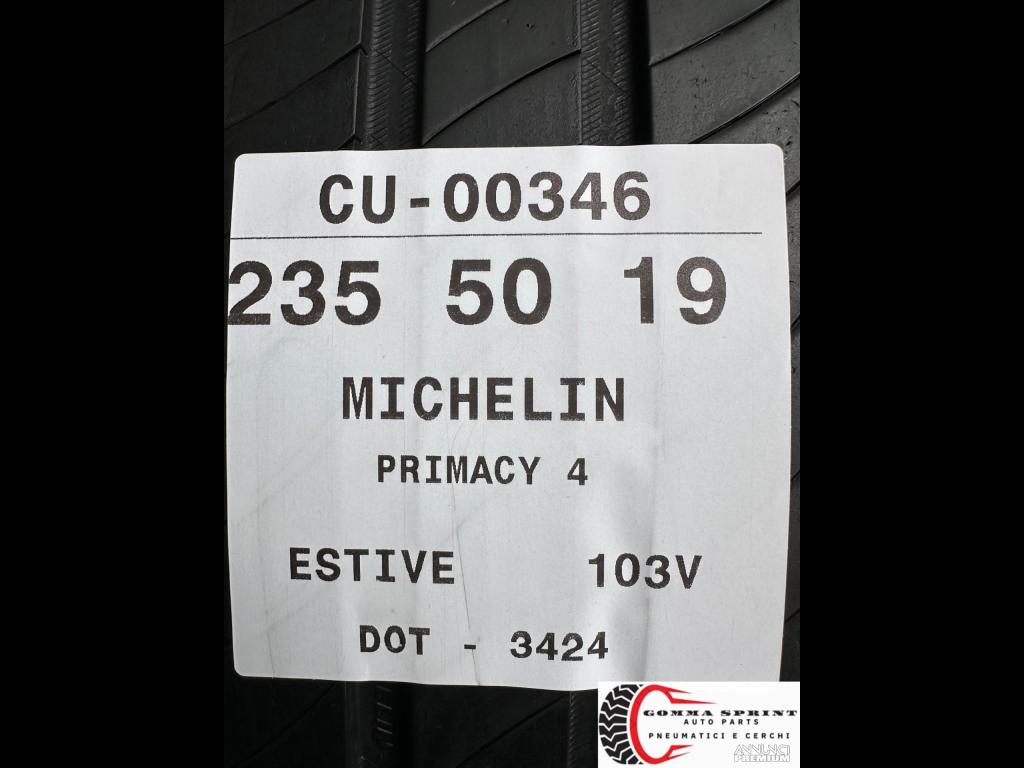 CU-00346
235 50 19
MICHELIN
PRIMACY 4
ESTIVE 103V
DOT - 3424
GOMMA SPRINT
AUTO PARTS
PNEUMATICI E CERCHI
ANNUNCI
PREMIUM